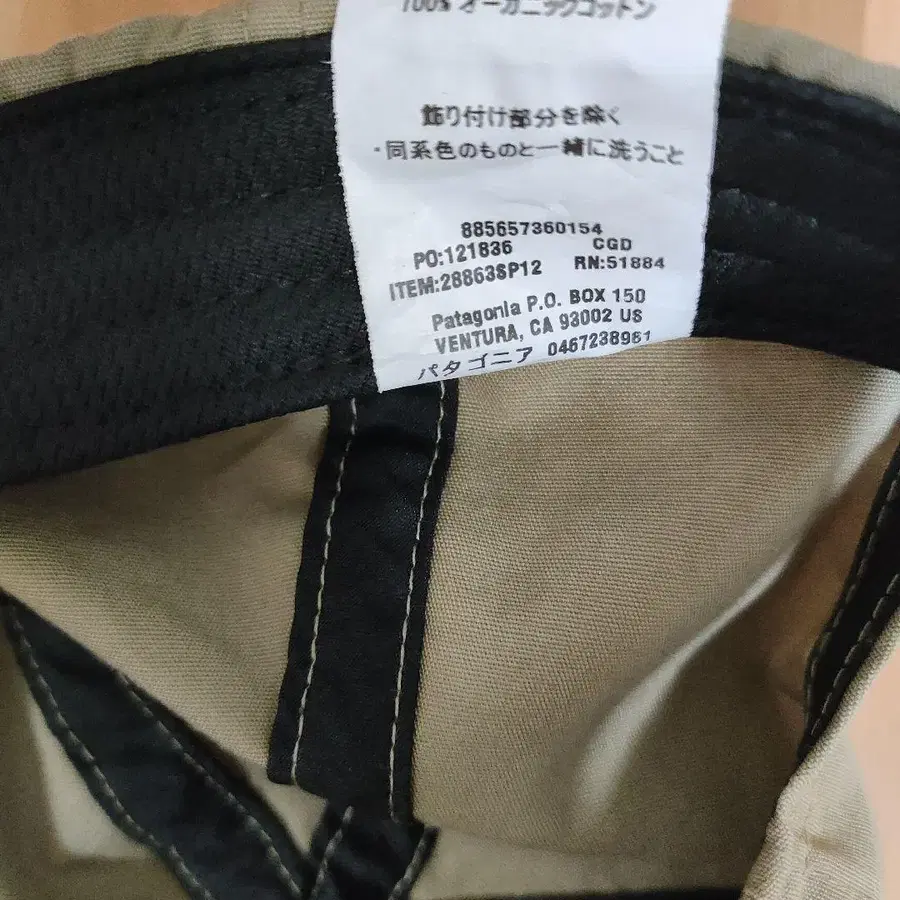 100% オーガニックコットン
飾り付け部分を除く
・同系色のものと一緒に洗うこと
885657360154
PO:121836 CGD
ITEM:28863SP12 RN:51884
Patagonia P.O. BOX 150
VENTURA, CA 93002 US
パタゴニア 0467238961